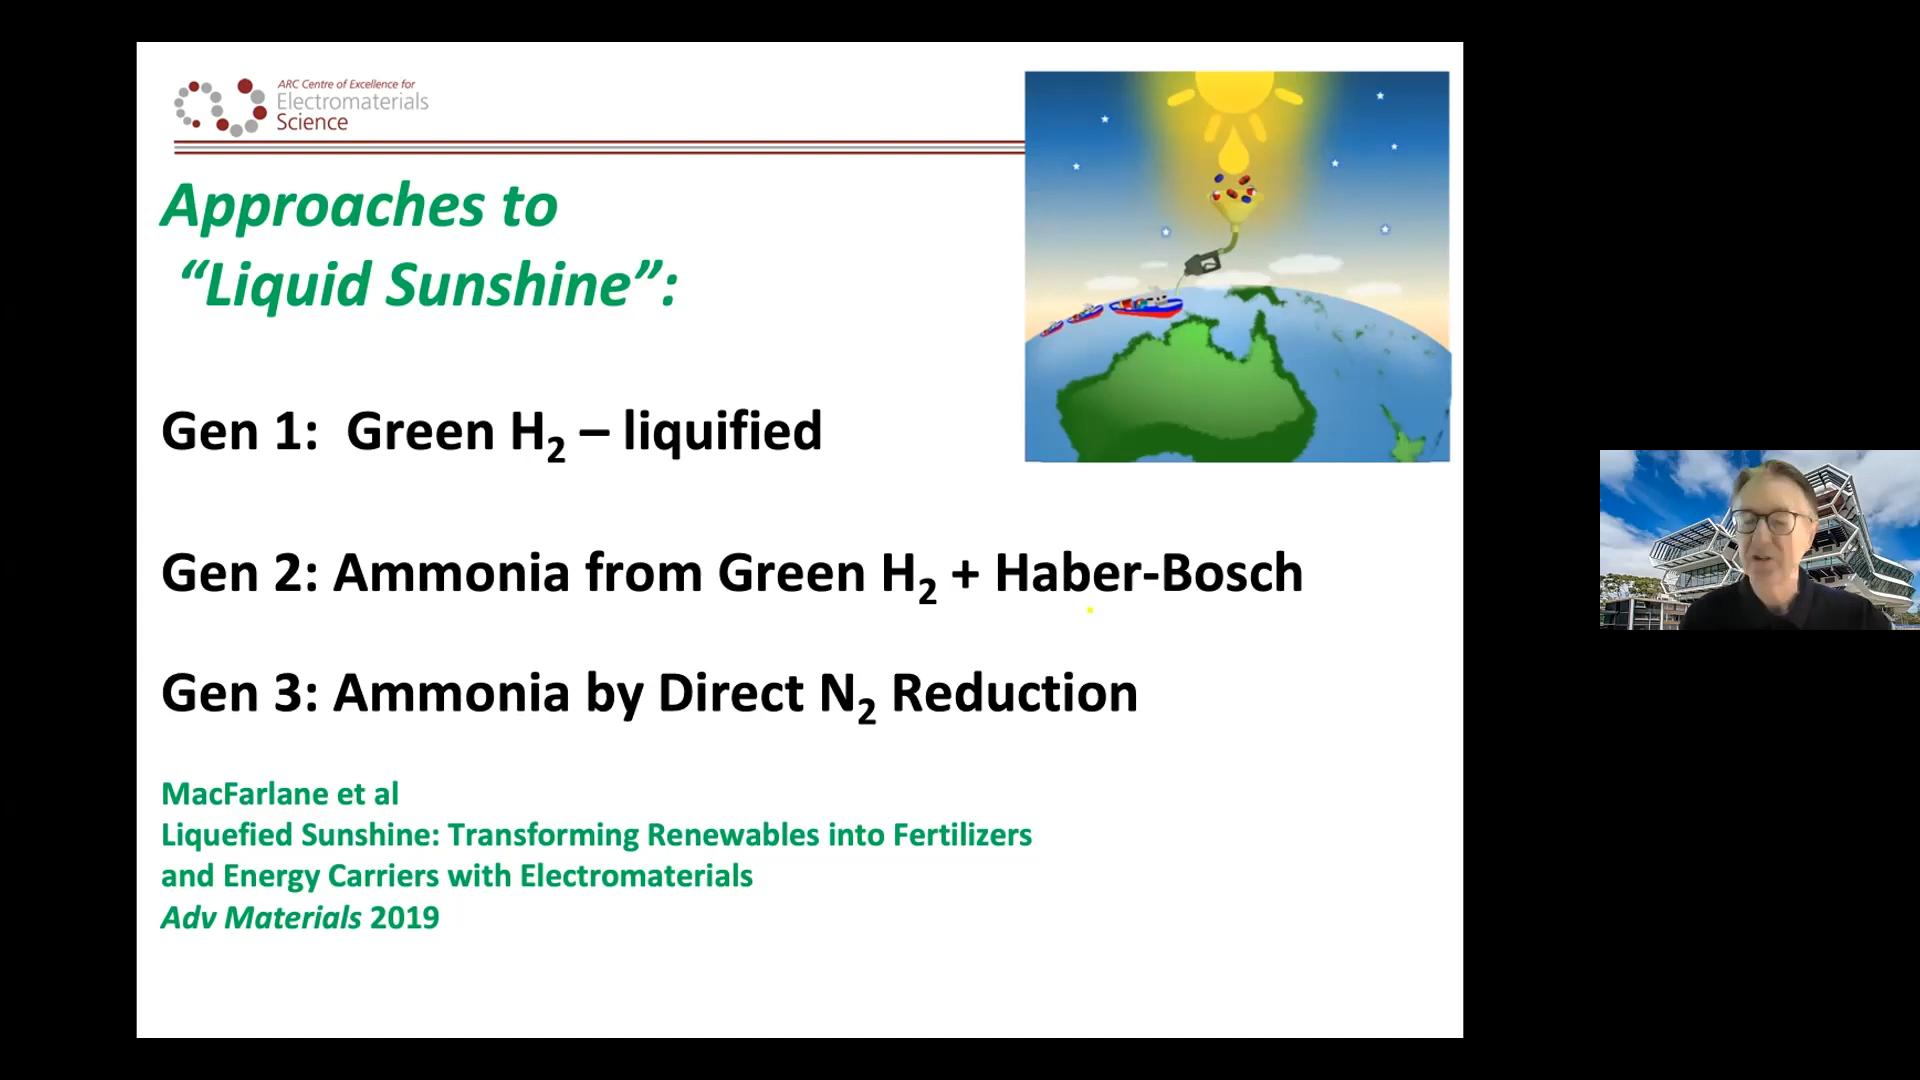 ARC Centre of Excellence for
Electromaterials
Science
Approaches to
“Liquid Sunshine”:
Gen 1: Green H₂ – liquified
Gen 2: Ammonia from Green H₂ + Haber-Bosch
Gen 3: Ammonia by Direct N₂ Reduction
MacFarlane et al
Liquefied Sunshine: Transforming Renewables into Fertilizers
and Energy Carriers with Electromaterials
Adv Materials 2019